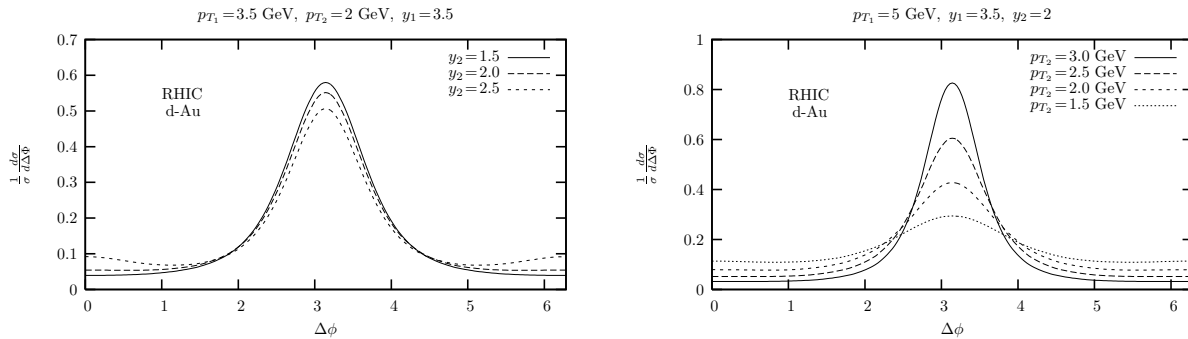 p_{T_1}=3.5 GeV, p_{T_2}=2 GeV, y_1=3.5
0.7
0.6
0.5
0.4
0.3
0.2
0.1
0
y_2=1.5
y_2=2.0
y_2=2.5
RHIC
d-Au
\frac{1}{σ} \frac{dσ}{dΔΦ}
0 1 2 3 4 5 6
Δϕ
p_{T_1}=5 GeV, y_1=3.5, y_2=2
1
0.8
0.6
0.4
0.2
0
p_{T_2}=3.0 GeV
p_{T_2}=2.5 GeV
p_{T_2}=2.0 GeV
p_{T_2}=1.5 GeV
RHIC
d-Au
\frac{1}{σ} \frac{dσ}{dΔΦ}
0 1 2 3 4 5 6
Δϕ